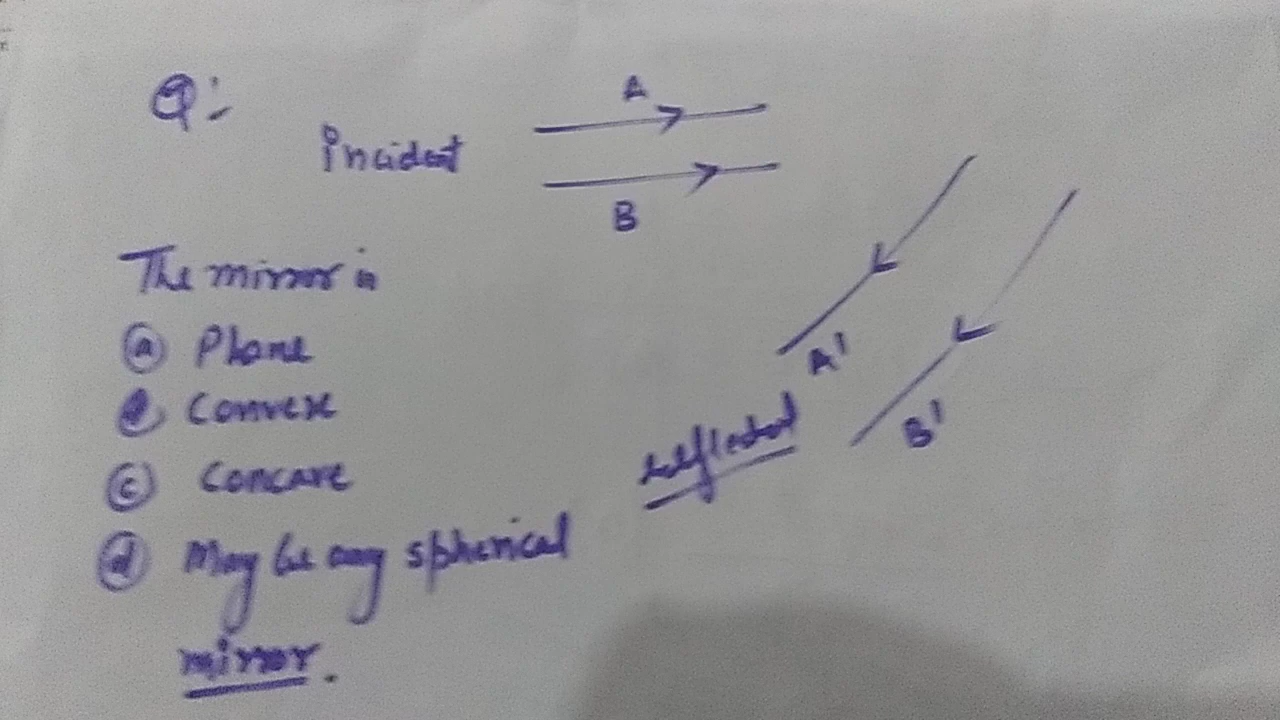 Q:-
A
incident
B
The mirror is
(a) Plane
Convex
(c) Concave
A'
B'
reflected
(d) May be any spherical
mirror.